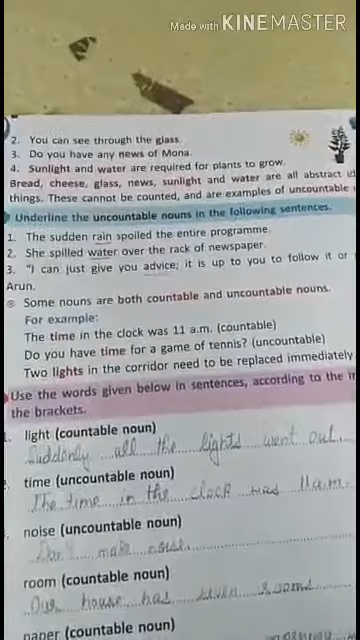 Made with KINEMASTER
2. You can see through the glass.
3. Do you have any news of Mona.
4. Sunlight and water are required for plants to grow.
Bread, cheese, glass, news, sunlight and water are all abstract
things. These cannot be counted, and are examples of uncountable
Underline the uncountable nouns in the following sentences.
1. The sudden rain spoiled the entire programme.
2. She spilled water over the rack of newspaper.
3. "I can just give you advice; it is up to you to follow it or
Arun.
Some nouns are both countable and uncountable nouns.
For example:
The time in the clock was 11 a.m. (countable)
Do you have time for a game of tennis? (uncountable)
Two lights in the corridor need to be replaced immediately
Use the words given below in sentences, according to the
the brackets.
light (countable noun)
Suddenly all the lights went out
time (uncountable noun)
The time in the clock was 11am.
noise (uncountable noun)
Don't make noise.
room (countable noun)
Our house has seven rooms
paper (countable noun)